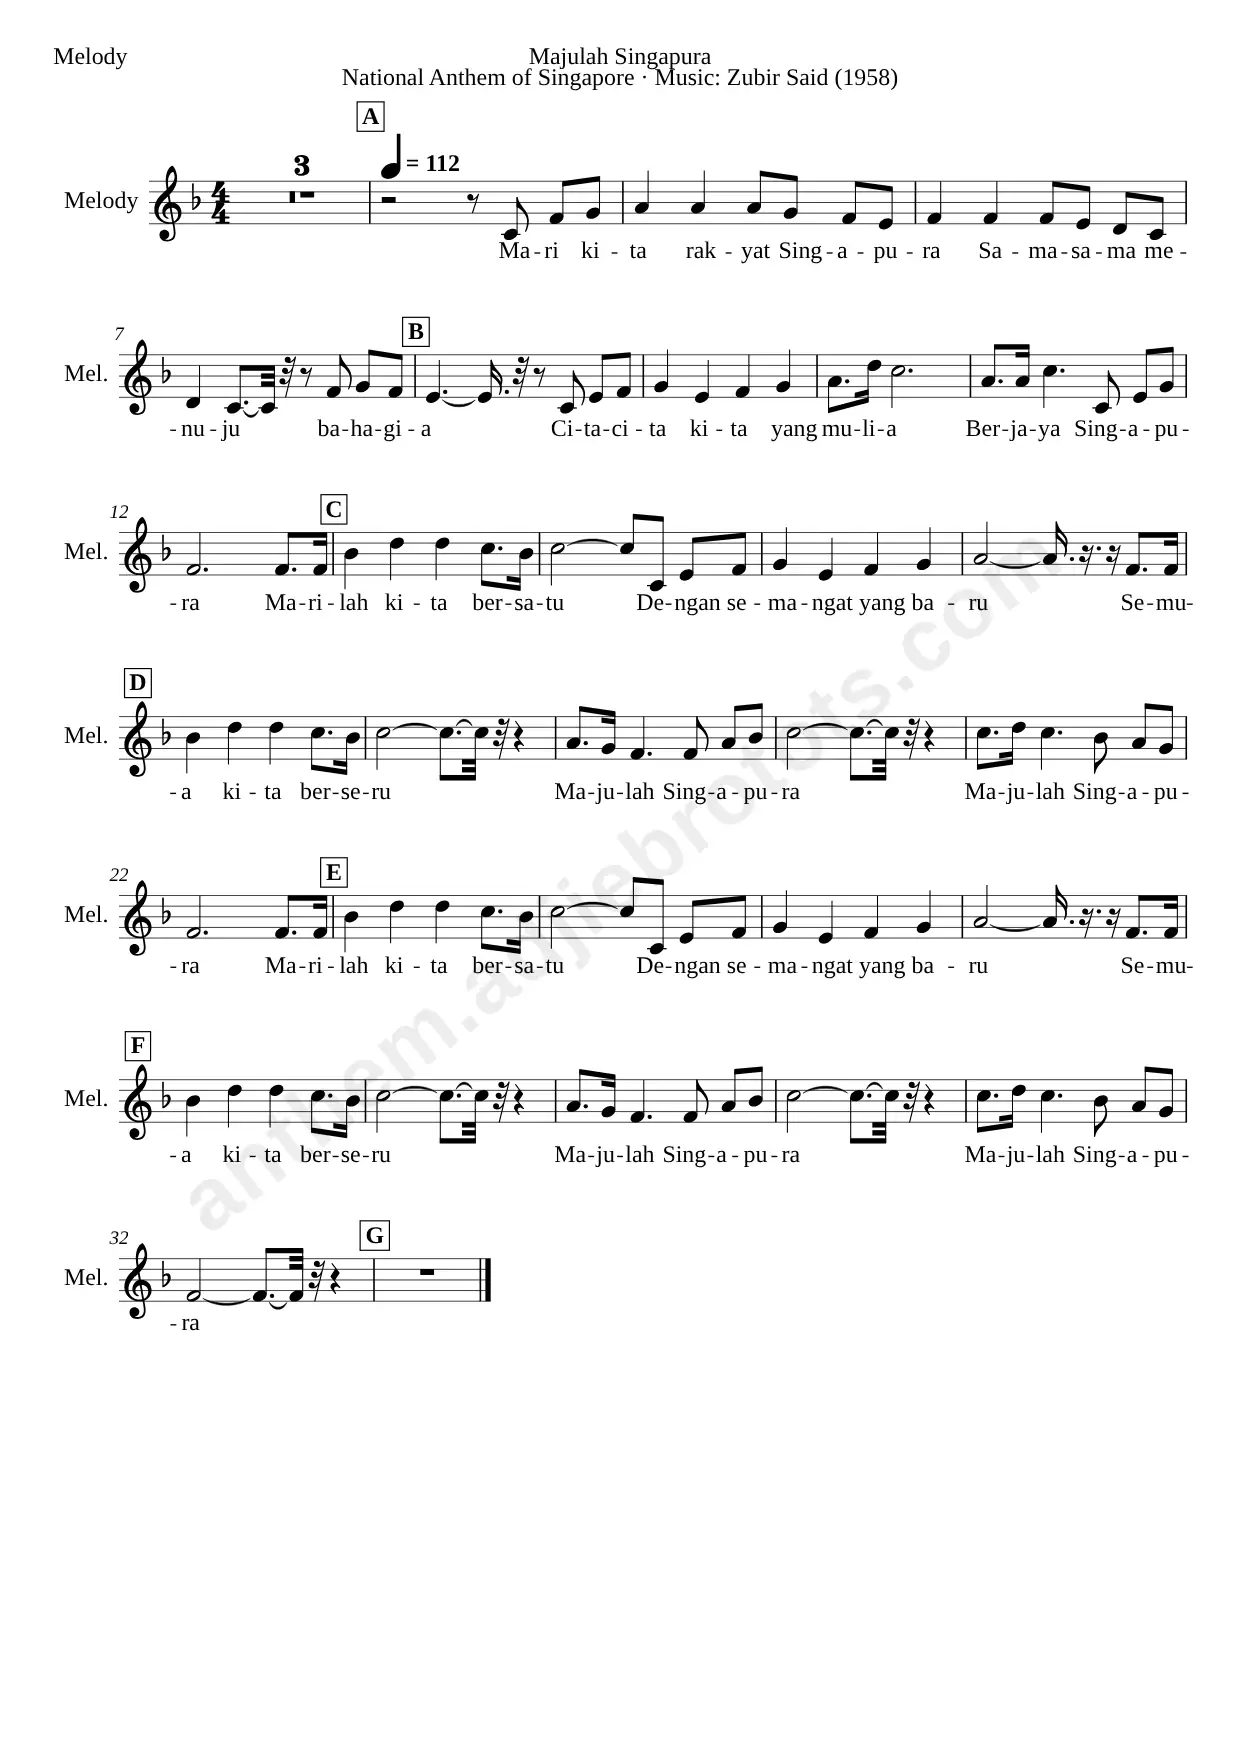 Melody
Majulah Singapura
National Anthem of Singapore · Music: Zubir Said (1958)
A
3
= 112
Melody
4
4
Ma - ri ki - ta rak - yat Sing - a - pu - ra Sa - ma - sa - ma me -
7
B
Mel.
- nu - ju ba - ha - gi - a Ci - ta - ci - ta ki - ta yang mu - li - a Ber - ja - ya Sing - a - pu -
12
C
Mel.
- ra Ma - ri - lah ki - ta ber - sa - tu De - ngan se - ma - ngat yang ba - ru Se - mu -
D
Mel.
- a ki - ta ber - se - ru Ma - ju - lah Sing - a - pu - ra Ma - ju - lah Sing - a - pu -
22
E
Mel.
- ra Ma - ri - lah ki - ta ber - sa - tu De - ngan se - ma - ngat yang ba - ru Se - mu -
F
Mel.
- a ki - ta ber - se - ru Ma - ju - lah Sing - a - pu - ra Ma - ju - lah Sing - a - pu -
32
G
Mel.
- ra
anthem.adjiebrotots.com